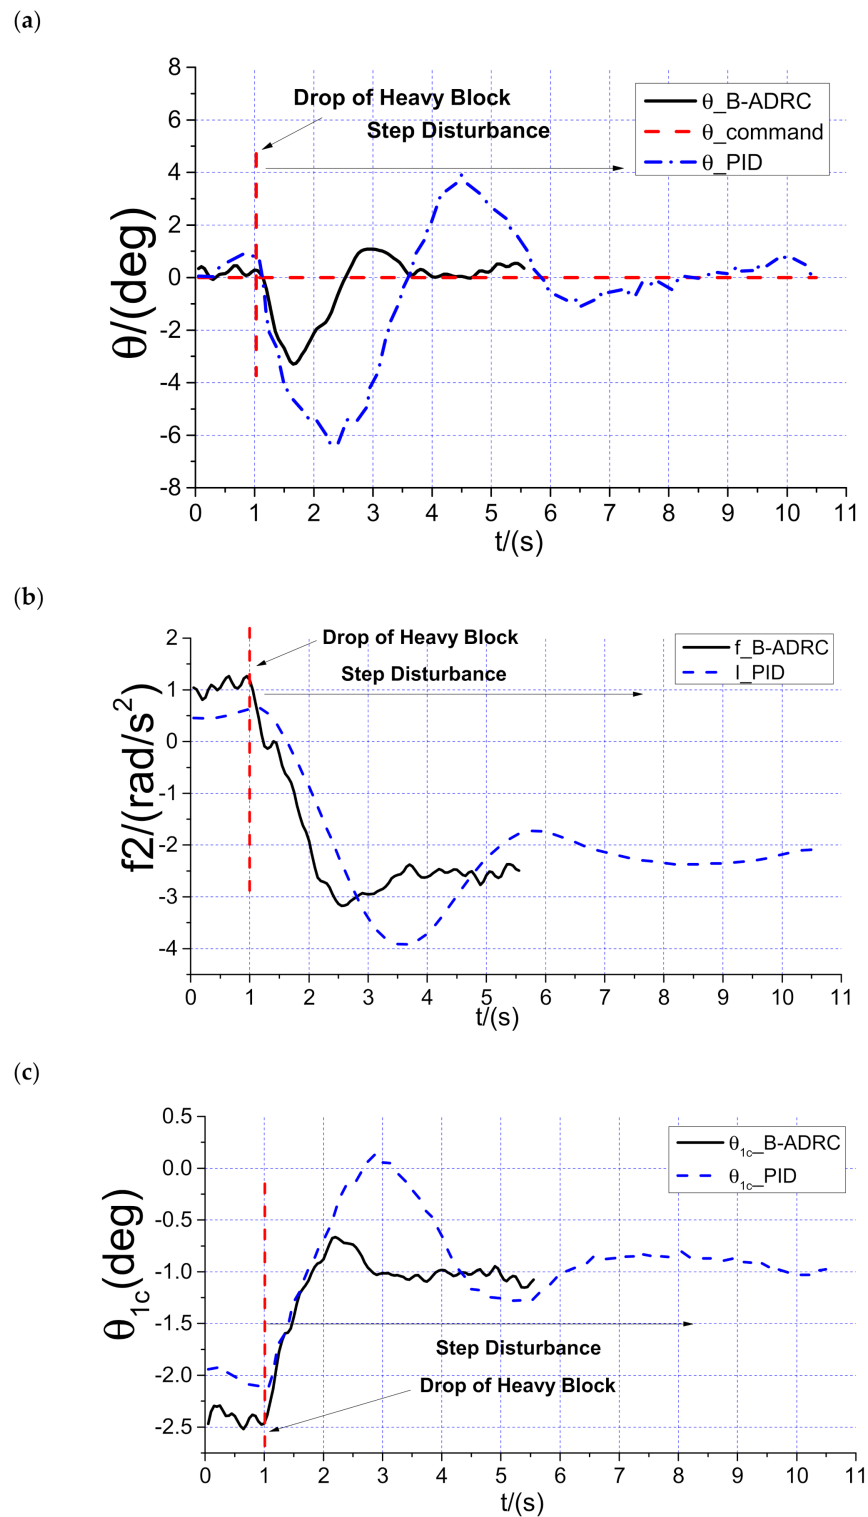 (a)
8
6
4
2
0
-2
-4
-6
-8
θ/(deg)
Drop of Heavy Block
Step Disturbance
θ_B-ADRC
θ_command
θ_PID
0 1 2 3 4 5 6 7 8 9 10 11
t/(s)
(b)
2
1
0
-1
-2
-3
-4
f2/(rad/s²)
Drop of Heavy Block
Step Disturbance
f_B-ADRC
I_PID
0 1 2 3 4 5 6 7 8 9 10 11
t/(s)
(c)
0.5
0.0
-0.5
-1.0
-1.5
-2.0
-2.5
θ1c(deg)
θ1c_B-ADRC
θ1c_PID
Step Disturbance
Drop of Heavy Block
0 1 2 3 4 5 6 7 8 9 10 11
t/(s)